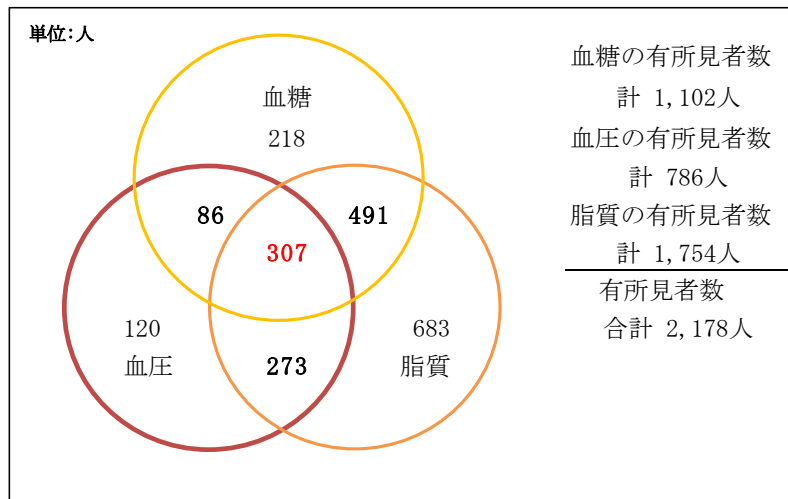 単位：人
血糖
218
86
491
307
120
血圧
273
683
脂質
血糖の有所見者数
計 1,102人
血圧の有所見者数
計 786人
脂質の有所見者数
計 1,754人
有所見者数
合計 2,178人